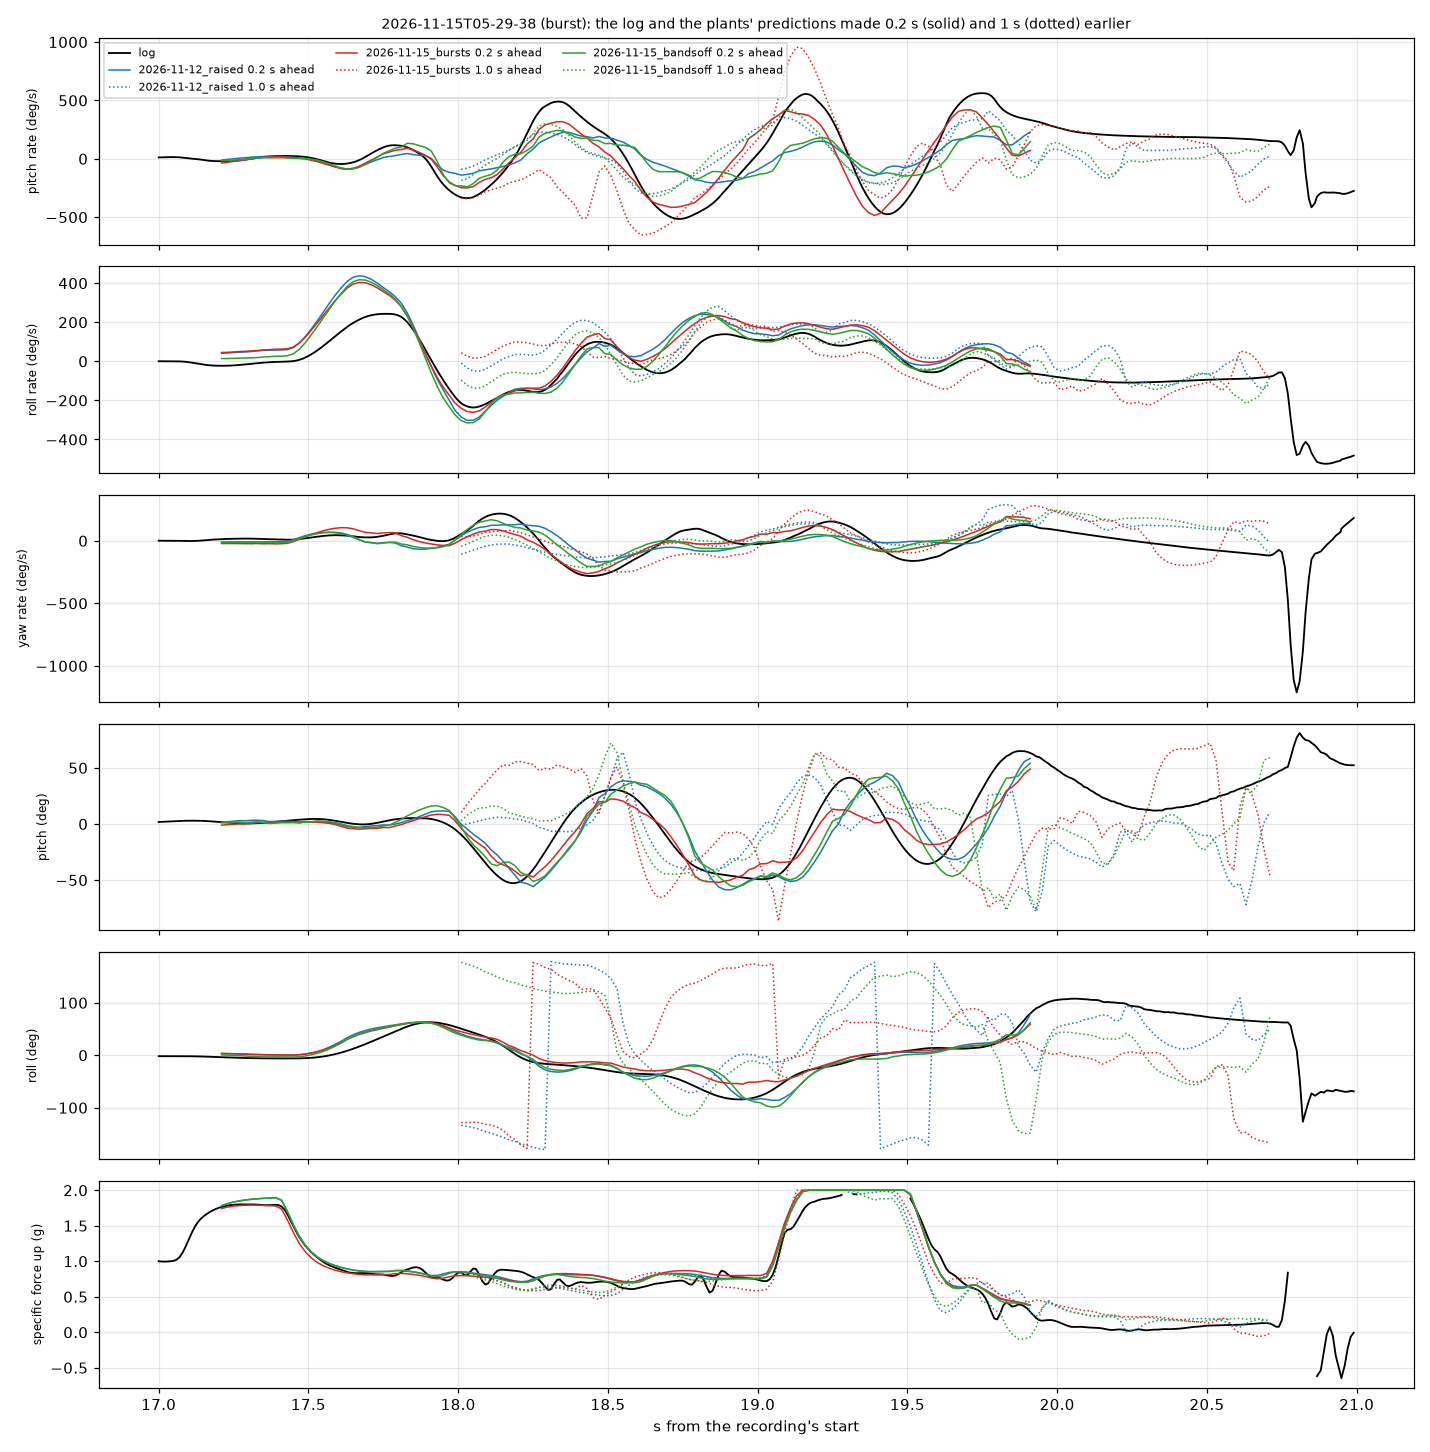 2026-11-15T05-29-38 (burst): the log and the plants' predictions made 0.2 s (solid) and 1 s (dotted) earlier
log
2026-11-12_raised 0.2 s ahead
2026-11-12_raised 1.0 s ahead
2026-11-15_bursts 0.2 s ahead
2026-11-15_bursts 1.0 s ahead
2026-11-15_bandsoff 0.2 s ahead
2026-11-15_bandsoff 1.0 s ahead
pitch rate (deg/s)
1000
500
0
−500
roll rate (deg/s)
400
200
0
−200
−400
yaw rate (deg/s)
0
−500
−1000
pitch (deg)
50
0
−50
roll (deg)
100
0
−100
specific force up (g)
2.0
1.5
1.0
0.5
0.0
−0.5
17.0 17.5 18.0 18.5 19.0 19.5 20.0 20.5 21.0
s from the recording's start